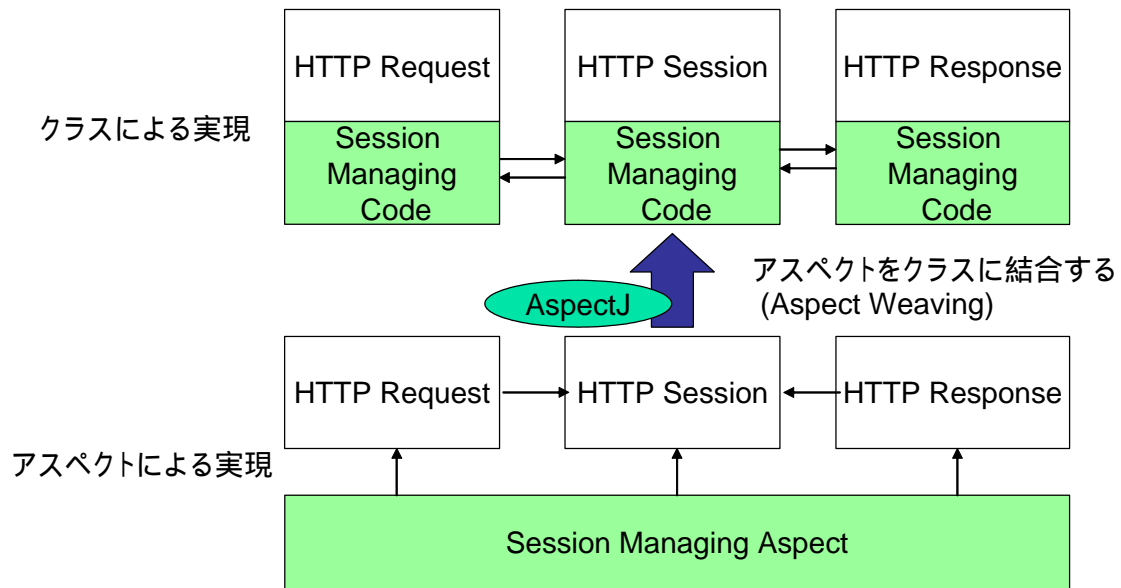 HTTP Request
HTTP Session
HTTP Response
クラスによる実現
Session
Managing
Code
Session
Managing
Code
Session
Managing
Code
アスペクトをクラスに結合する
(Aspect Weaving)
AspectJ
HTTP Request
HTTP Session
HTTP Response
アスペクトによる実現
Session Managing Aspect